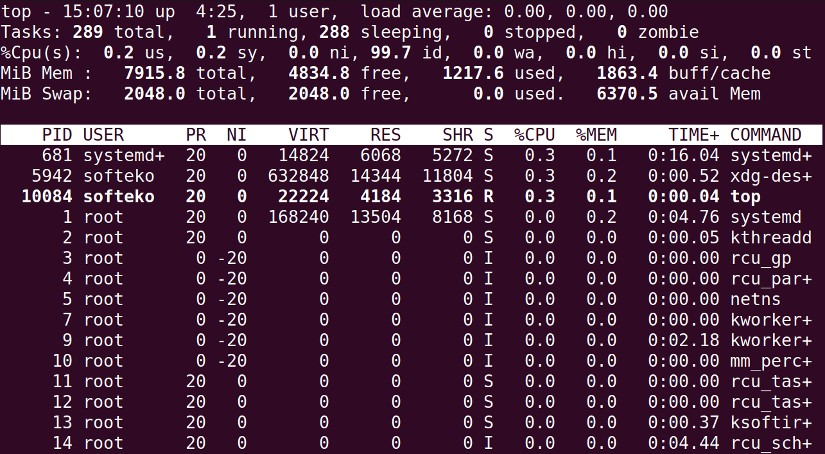 top - 15:07:10 up  4:25,  1 user,  load average: 0.00, 0.00, 0.00
Tasks: 289 total,   1 running, 288 sleeping,   0 stopped,   0 zombie
%Cpu(s):  0.2 us,  0.2 sy,  0.0 ni, 99.7 id,  0.0 wa,  0.0 hi,  0.0 si,  0.0 st
MiB Mem :   7915.8 total,   4834.8 free,   1217.6 used,   1863.4 buff/cache
MiB Swap:   2048.0 total,   2048.0 free,      0.0 used.   6370.5 avail Mem
PID USER      PR  NI    VIRT    RES    SHR S  %CPU  %MEM     TIME+ COMMAND
681 systemd+  20   0   14824   6068   5272 S   0.3   0.1   0:16.04 systemd+
5942 softeko   20   0  632848  14344  11804 S   0.3   0.2   0:00.52 xdg-des+
10084 softeko   20   0   22224   4184   3316 R   0.3   0.1   0:00.04 top
1 root      20   0  168240  13504   8168 S   0.0   0.2   0:04.76 systemd
2 root      20   0       0      0      0 S   0.0   0.0   0:00.05 kthreadd
3 root       0 -20       0      0      0 I   0.0   0.0   0:00.00 rcu_gp
4 root       0 -20       0      0      0 I   0.0   0.0   0:00.00 rcu_par+
5 root       0 -20       0      0      0 I   0.0   0.0   0:00.00 netns
7 root       0 -20       0      0      0 I   0.0   0.0   0:00.00 kworker+
9 root       0 -20       0      0      0 I   0.0   0.0   0:02.18 kworker+
10 root       0 -20       0      0      0 I   0.0   0.0   0:00.00 mm_perc+
11 root      20   0       0      0      0 S   0.0   0.0   0:00.00 rcu_tas+
12 root      20   0       0      0      0 S   0.0   0.0   0:00.00 rcu_tas+
13 root      20   0       0      0      0 S   0.0   0.0   0:00.37 ksoftir+
14 root      20   0       0      0      0 I   0.0   0.0   0:04.44 rcu_sch+